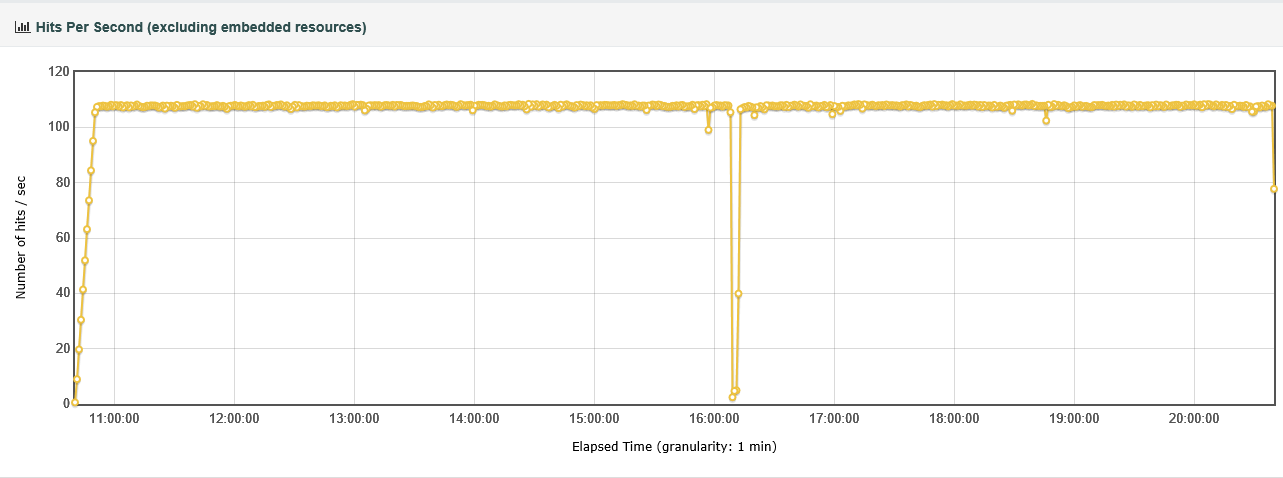 Hits Per Second (excluding embedded resources)
120
100
80
60
40
20
0
Number of hits / sec
11:00:00 12:00:00 13:00:00 14:00:00 15:00:00 16:00:00 17:00:00 18:00:00 19:00:00 20:00:00
Elapsed Time (granularity: 1 min)